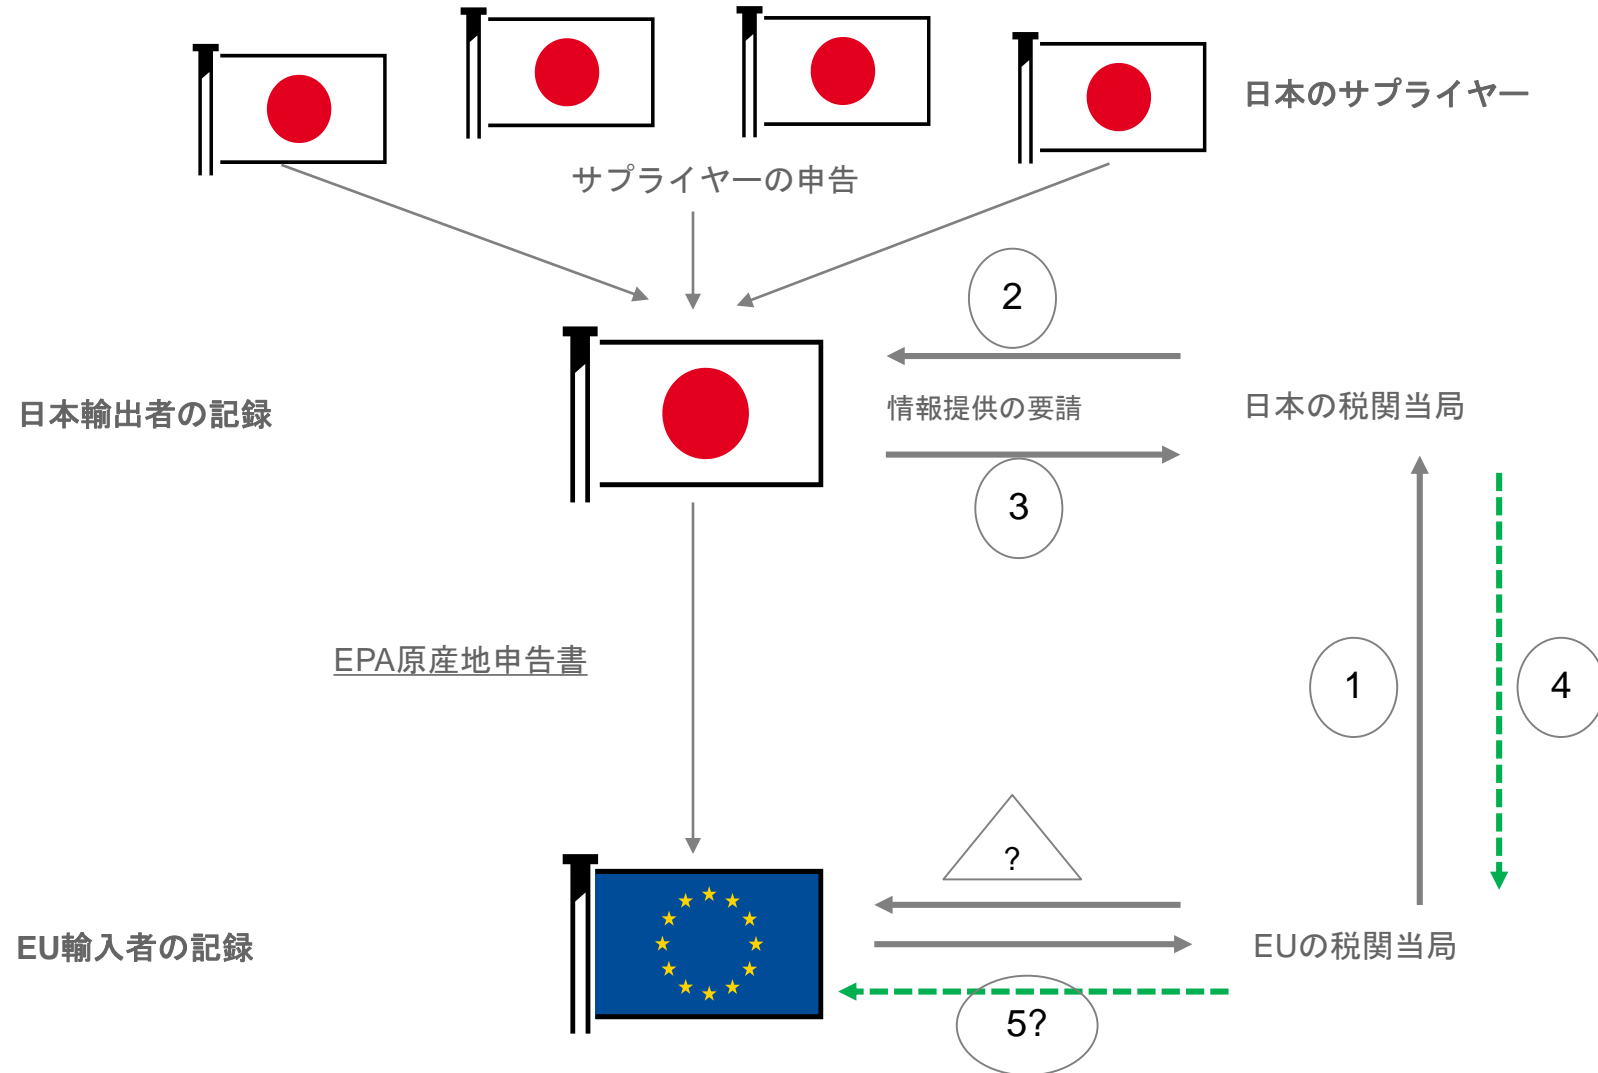 日本のサプライヤー
サプライヤーの申告
2
日本輸出者の記録
情報提供の要請
日本の税関当局
3
EPA原産地申告書
1
4
?
EU輸入者の記録
EUの税関当局
5?